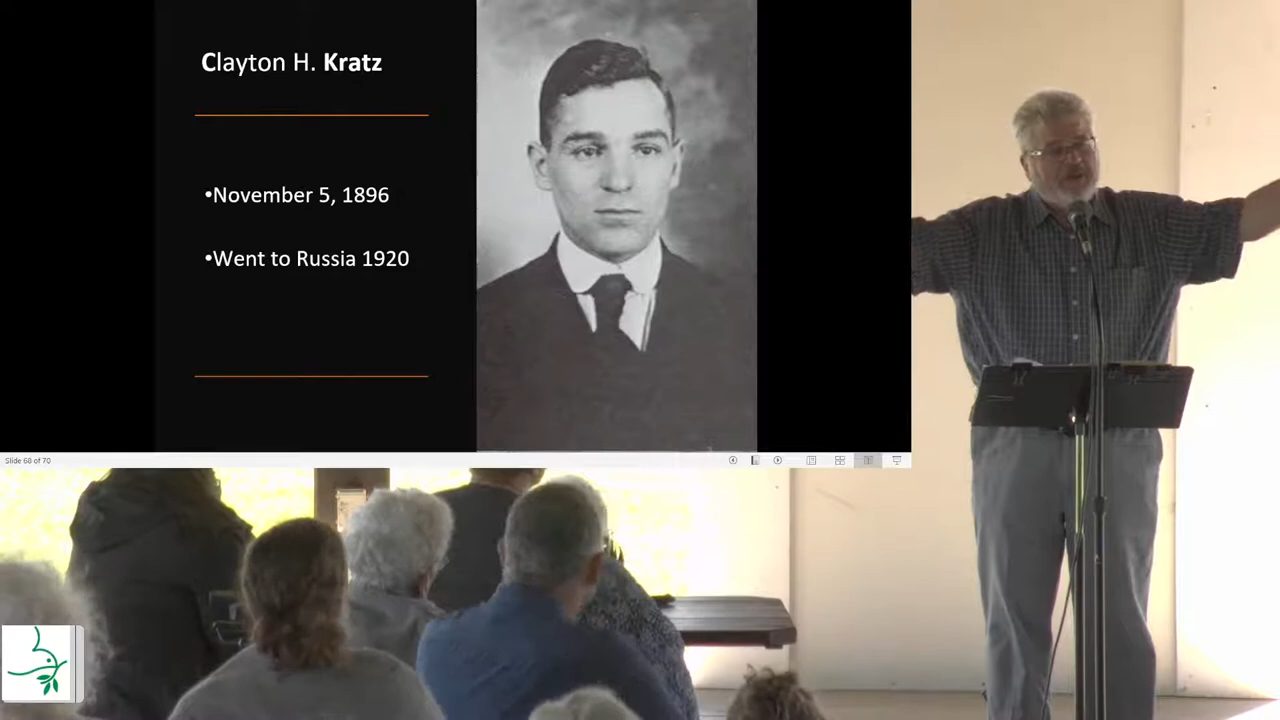 Clayton H. Kratz
•November 5, 1896
•Went to Russia 1920
Slide 68 of 70